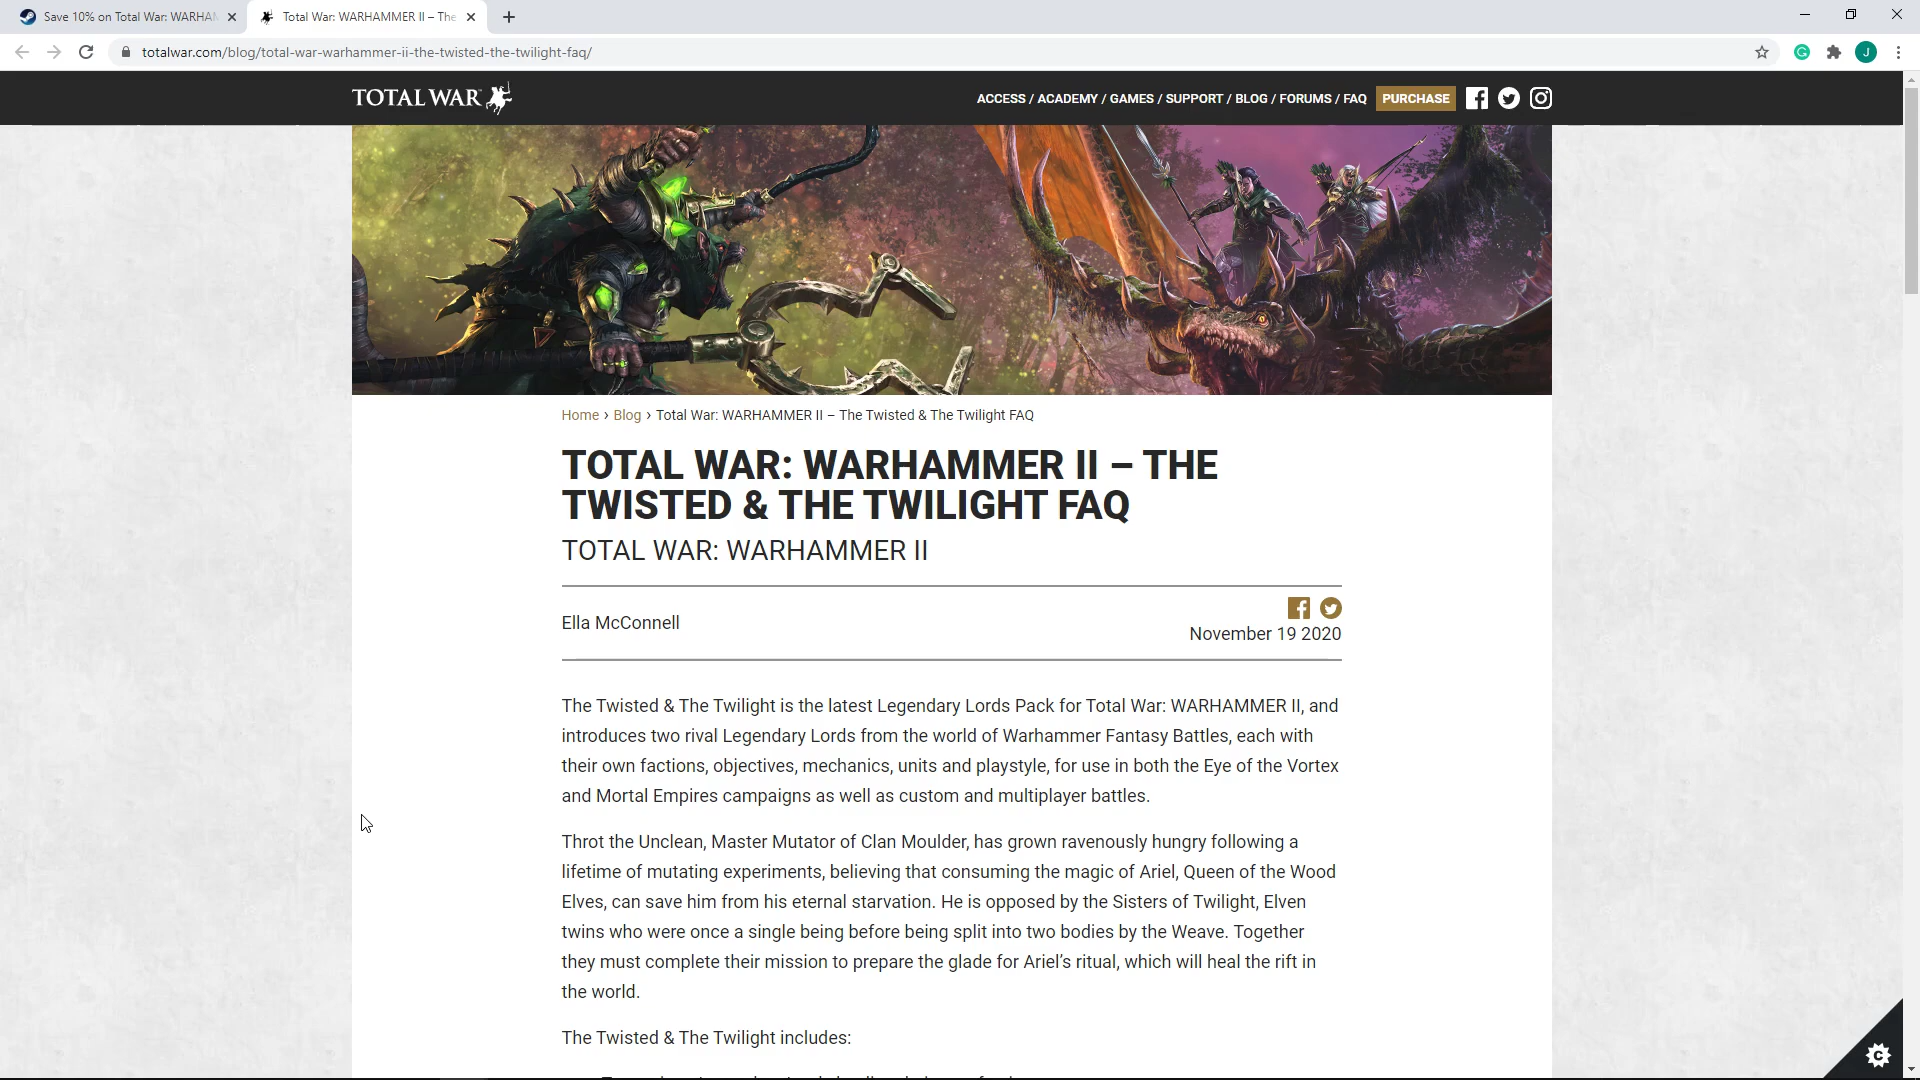 Save 10% on Total War: WARHAM
Total War: WARHAMMER II – The
totalwar.com/blog/total-war-warhammer-ii-the-twisted-the-twilight-faq/
J
TOTAL WAR
ACCESS / ACADEMY / GAMES / SUPPORT / BLOG / FORUMS / FAQ
PURCHASE
Home › Blog › Total War: WARHAMMER II – The Twisted & The Twilight FAQ
TOTAL WAR: WARHAMMER II – THE
TWISTED & THE TWILIGHT FAQ
TOTAL WAR: WARHAMMER II
Ella McConnell
November 19 2020
The Twisted & The Twilight is the latest Legendary Lords Pack for Total War: WARHAMMER II, and
introduces two rival Legendary Lords from the world of Warhammer Fantasy Battles, each with
their own factions, objectives, mechanics, units and playstyle, for use in both the Eye of the Vortex
and Mortal Empires campaigns as well as custom and multiplayer battles.
Throt the Unclean, Master Mutator of Clan Moulder, has grown ravenously hungry following a
lifetime of mutating experiments, believing that consuming the magic of Ariel, Queen of the Wood
Elves, can save him from his eternal starvation. He is opposed by the Sisters of Twilight, Elven
twins who were once a single being before being split into two bodies by the Weave. Together
they must complete their mission to prepare the glade for Ariel’s ritual, which will heal the rift in
the world.
The Twisted & The Twilight includes: